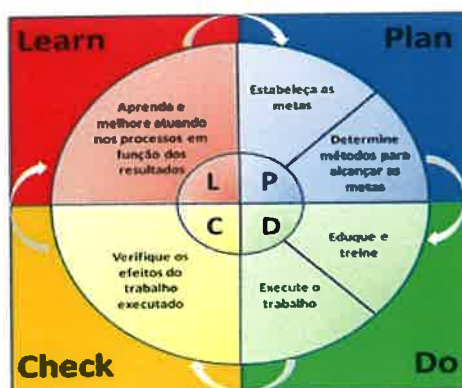 Learn
Plan
Aprenda e
melhore atuando
nos processos em
função dos
resultados
Estabeleça as
metas
Determine
métodos para
alcançar as
metas
L
P
C
D
Verifique os
efeitos do
trabalho
executado
Eduque e
treine
Execute o
trabalho
Check
Do